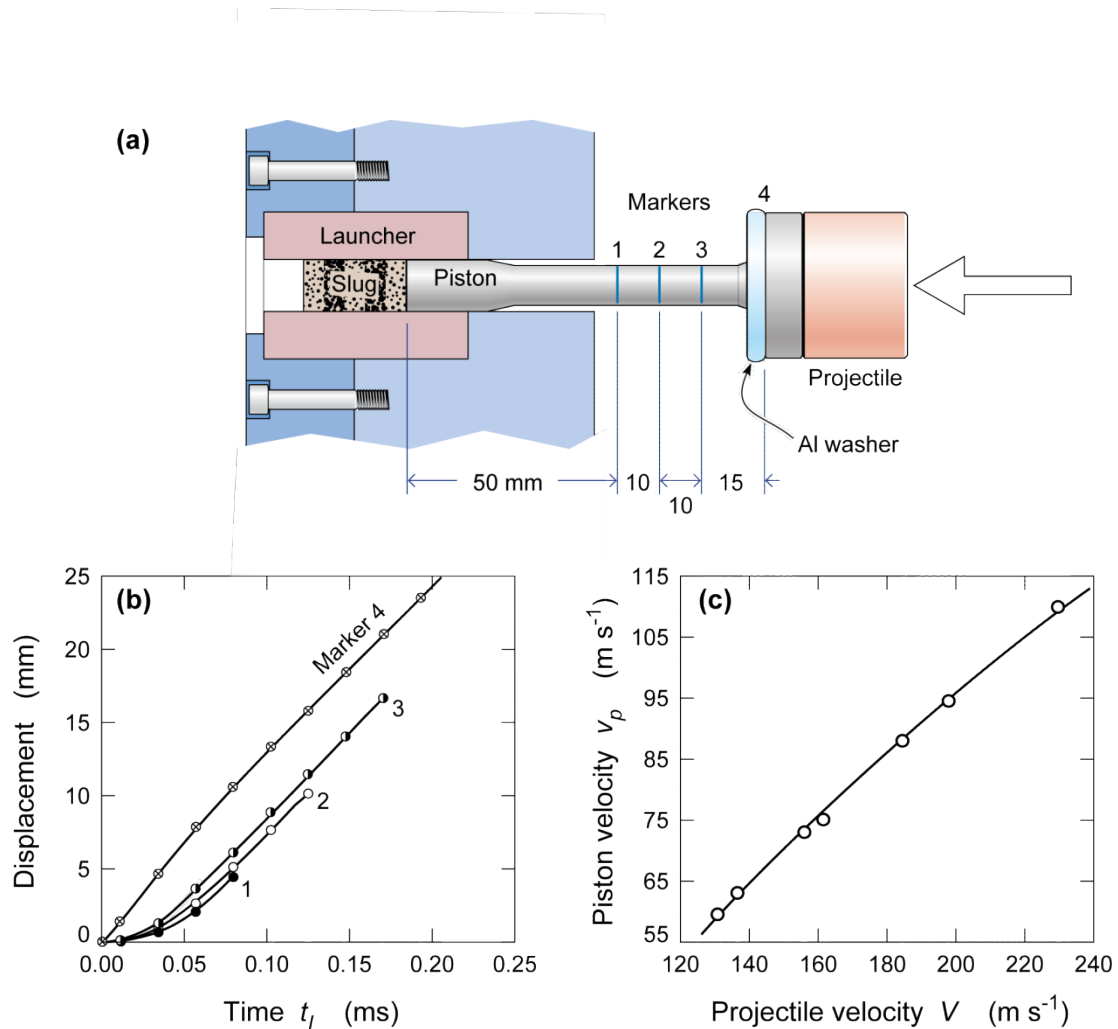 (a)
4
Markers
1 2 3
Launcher
Slug
Piston
Projectile
Al washer
50 mm
10
15
10
(b)
25
20
15
10
5
0
0.00 0.05 0.10 0.15 0.20 0.25
Displacement (mm)
Time t_l (ms)
Marker 4
3
2
1
(c)
115
105
95
85
75
65
55
120 140 160 180 200 220 240
Piston velocity v_p (m s⁻¹)
Projectile velocity V (m s⁻¹)